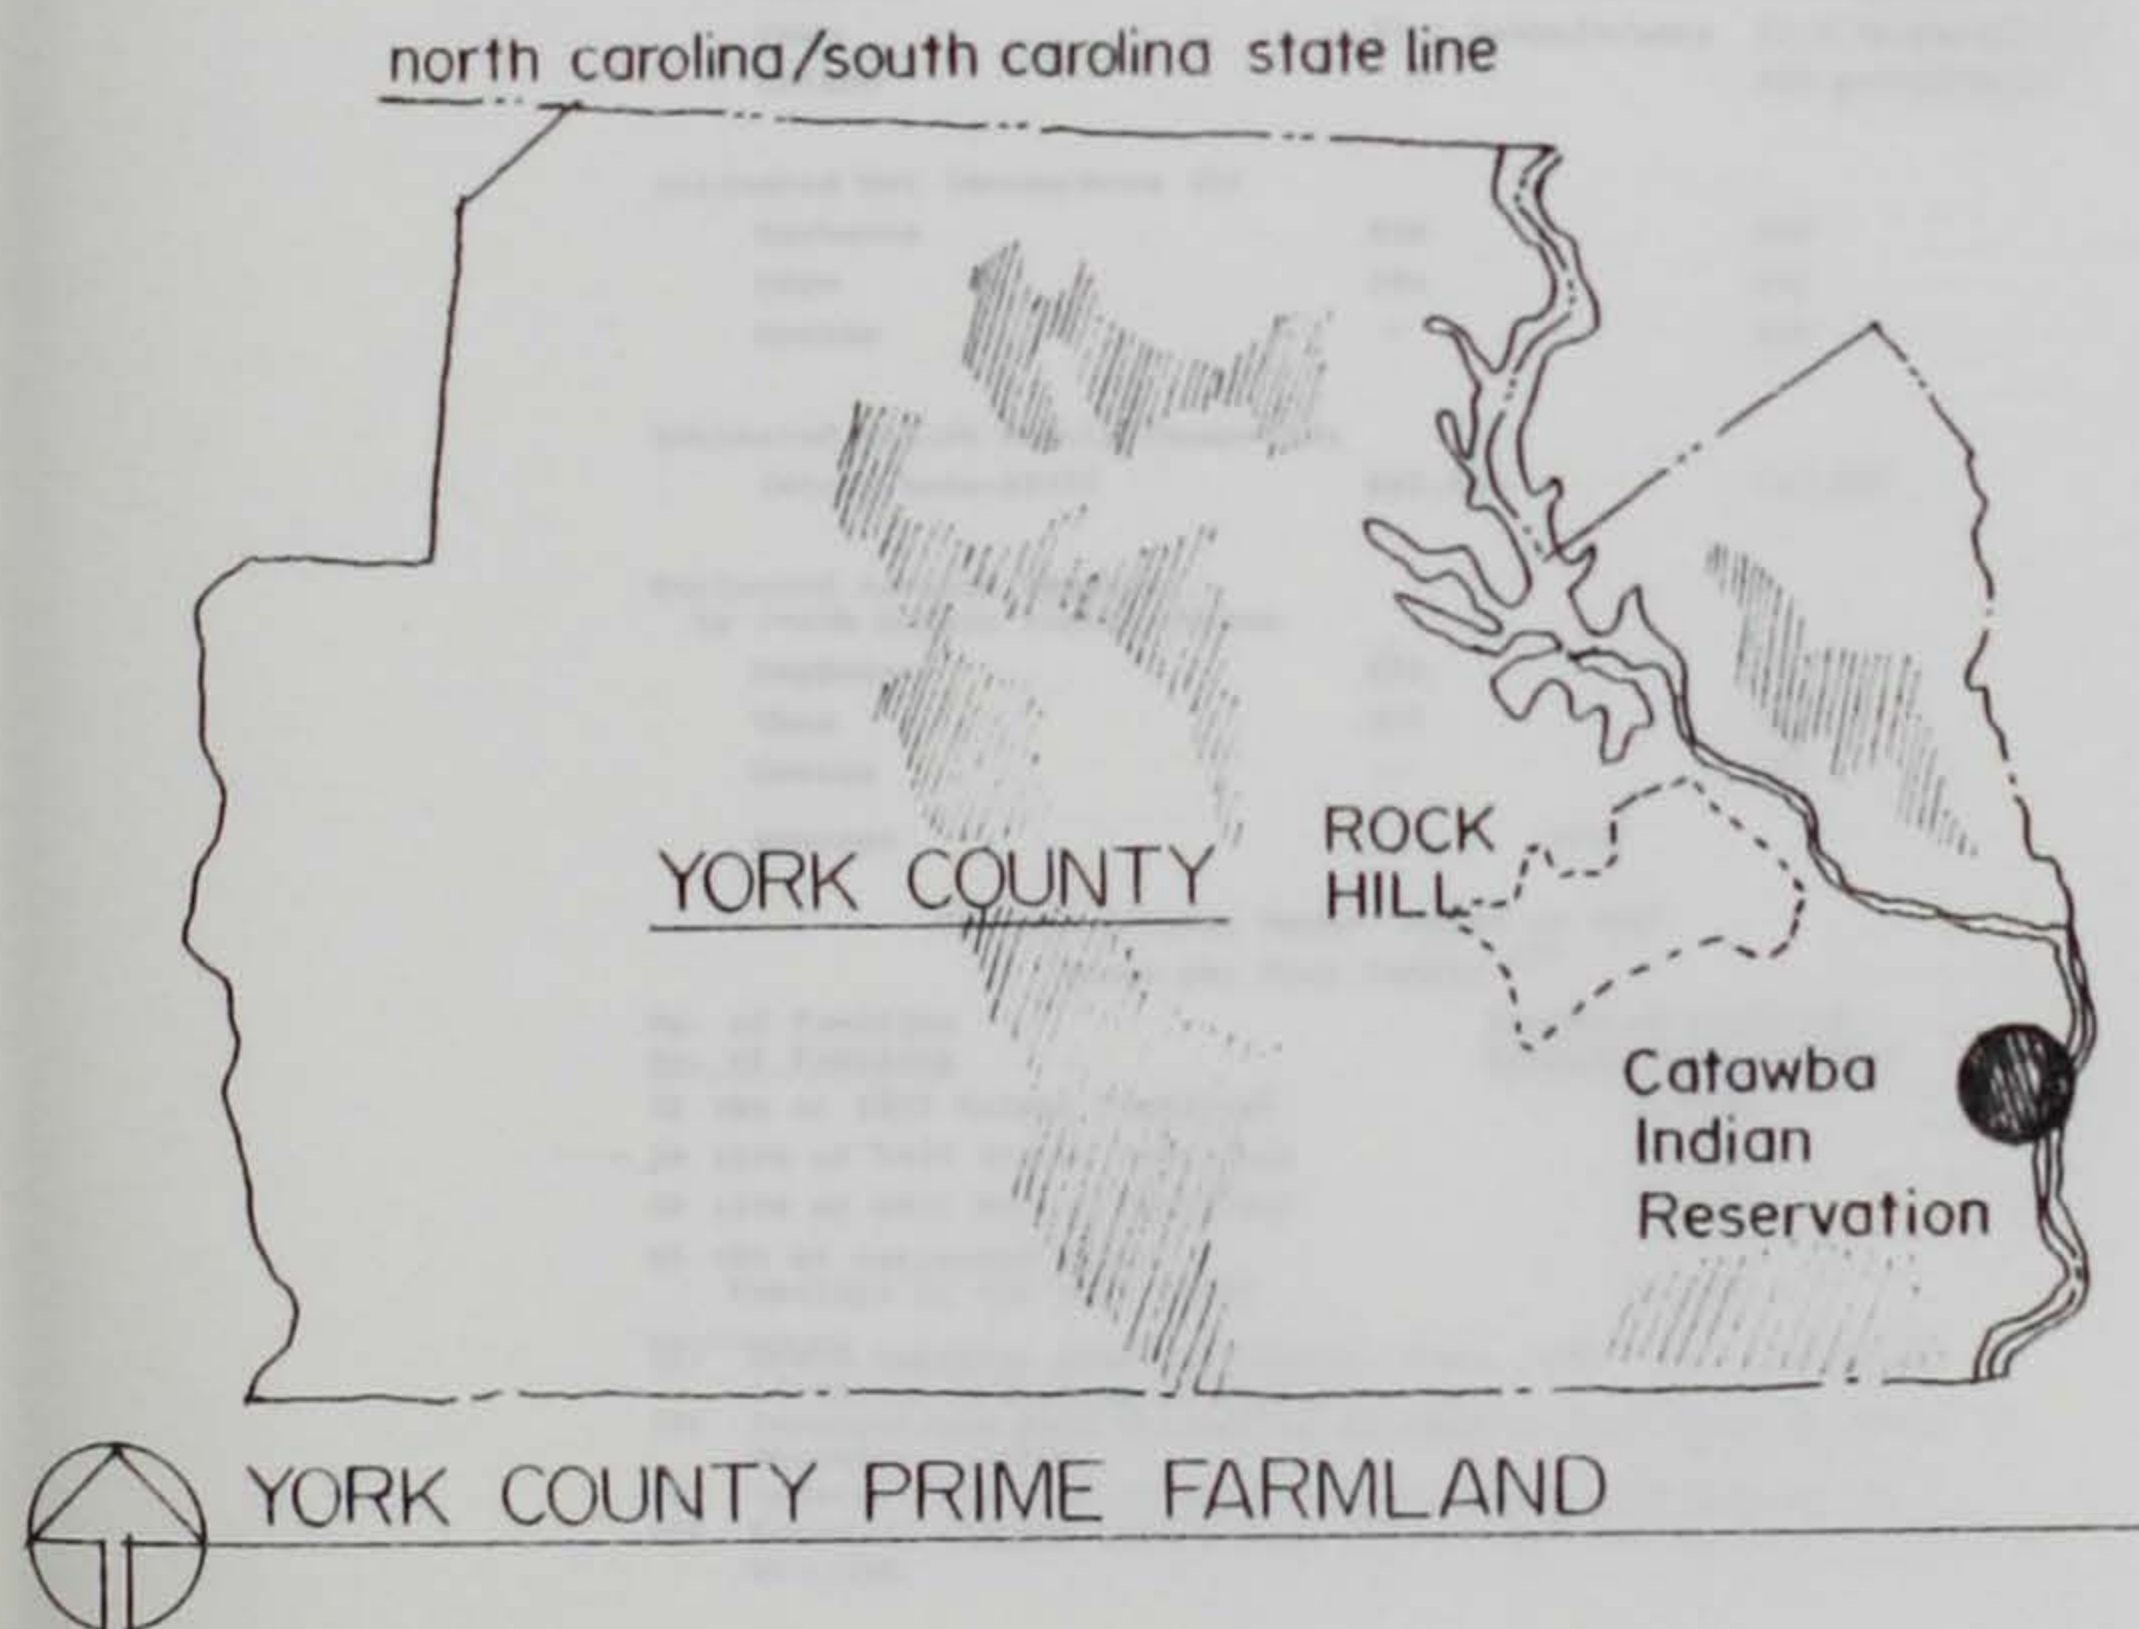 north carolina/south carolina state line
YORK COUNTY
ROCK
HILL
Catawba
Indian
Reservation
YORK COUNTY PRIME FARMLAND